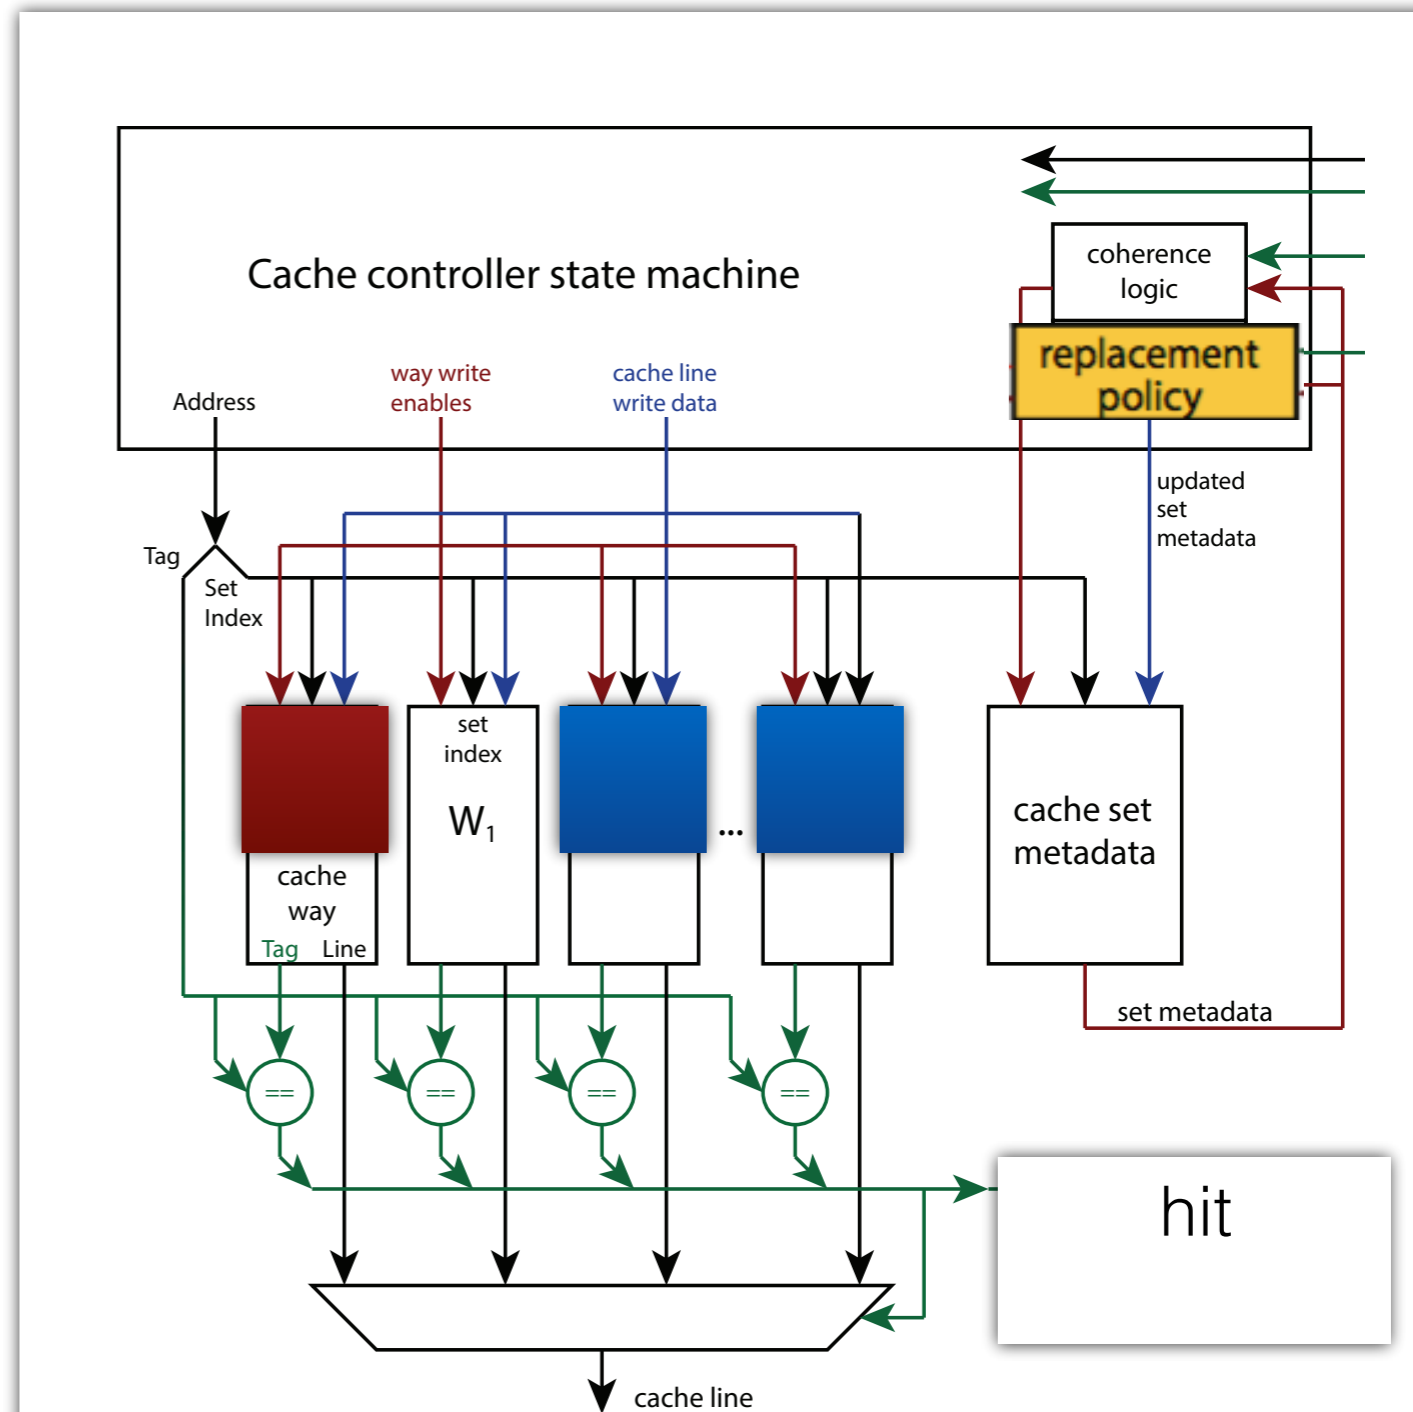 Cache controller state machine
coherence
logic
replacement
policy
Address
way write
enables
cache line
write data
updated
set
metadata
Tag
Set
Index
set
index
W1
...
cache
way
Tag Line
cache set
metadata
set metadata
==
==
==
==
hit
cache line